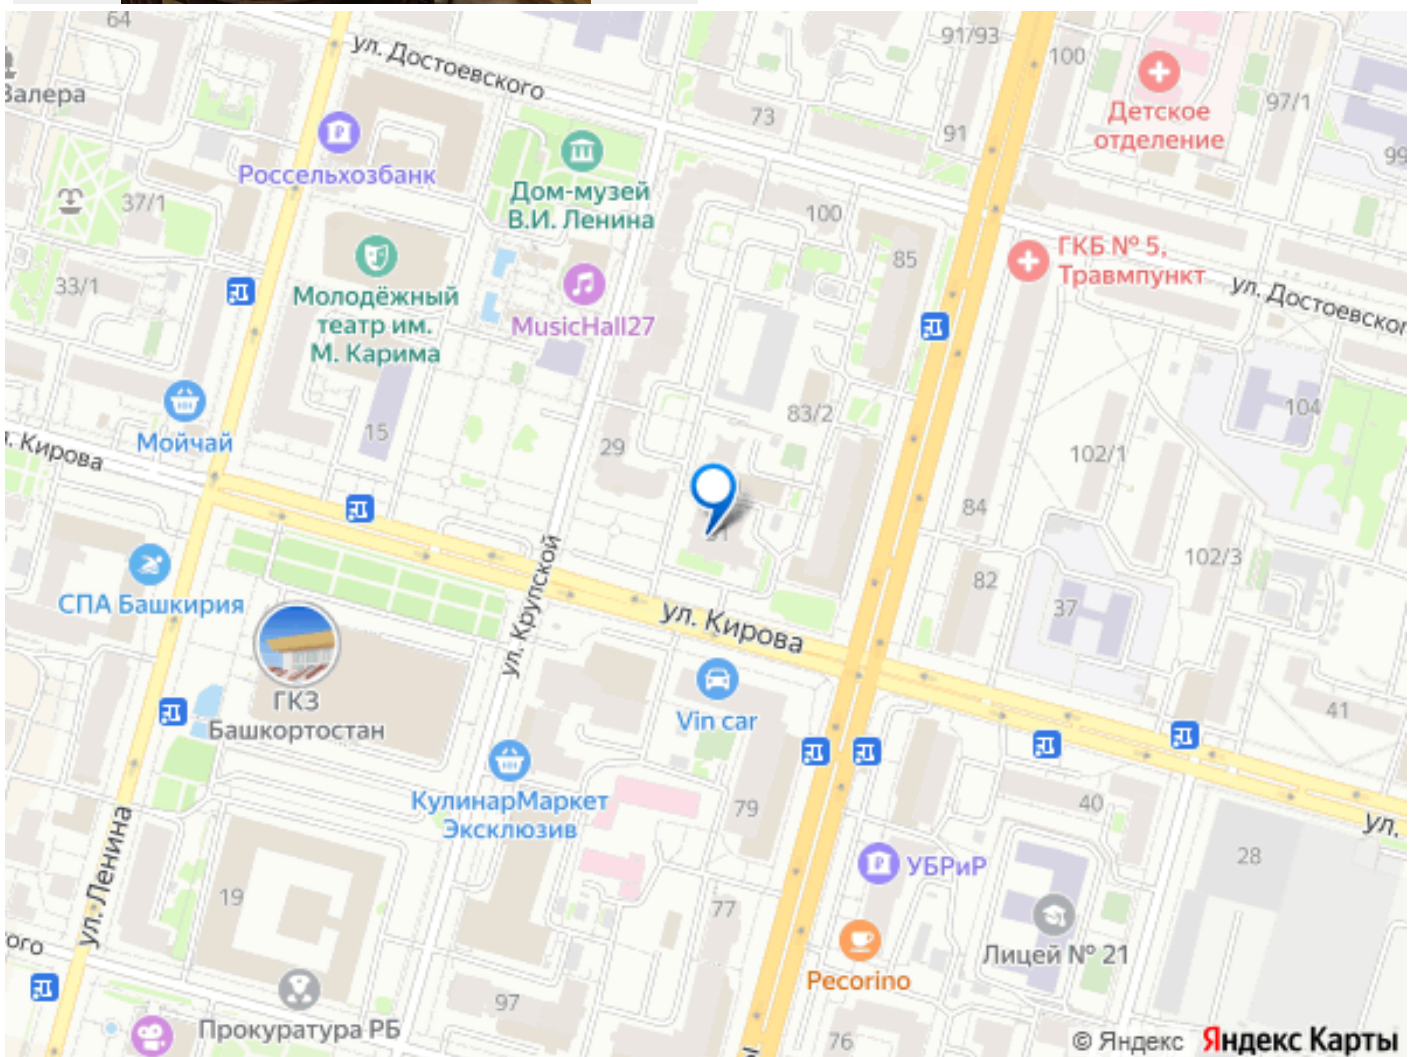 64
ул. Достоевского
91/93
100
Залера
Россельхозбанк
Дом-музей
В.И. Ленина
73
91
Детское
отделение
97/1
99
37/1
100
85
ГКБ № 5,
Травмпункт
ул. Достоевског
33/1
Молодёжный
театр им.
М. Карима
MusicHall27
Мойчай
15
29
83/2
104
102/1
. Кирова
84
102/3
СПА Башкирия
ул. Крупской
82
37
ул. Кирова
ГКЗ
Башкортостан
Vin car
41
КулинарМаркет
Эксклюзив
79
40
ул.
УБРиР
28
ул. Ленина
19
77
Лицей № 21
ого
Pecorino
Прокуратура РБ
97
76
© Яндекс Яндекс Карты